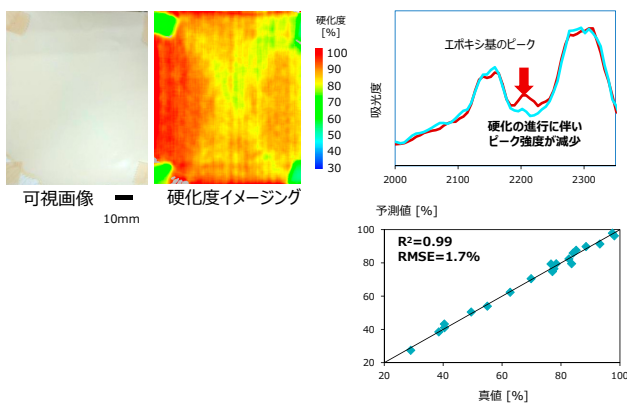 硬化度
[%]
100
90
80
70
60
50
40
30
可視画像
硬化度イメージング
10mm
エポキシ基のピーク
吸光度
硬化の進行に伴い
ピーク強度が減少
2000
2100
2200
2300
予測値 [%]
R²=0.99
RMSE=1.7%
100
80
60
40
20
20
40
60
80
100
真値 [%]